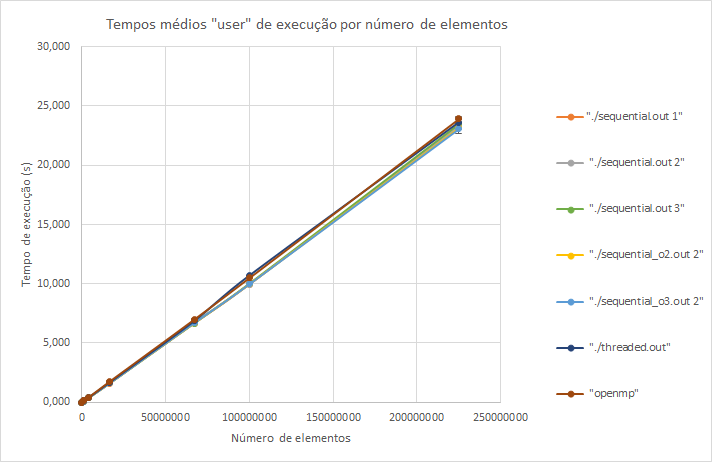 Tempos médios "user" de execução por número de elementos
30,000
25,000
20,000
15,000
10,000
5,000
0,000
Tempo de execução (s)
0
50000000
100000000
150000000
200000000
250000000
Número de elementos
"./sequential.out 1"
"./sequential.out 2"
"./sequential.out 3"
"./sequential_o2.out 2"
"./sequential_o3.out 2"
"./threaded.out"
"openmp"